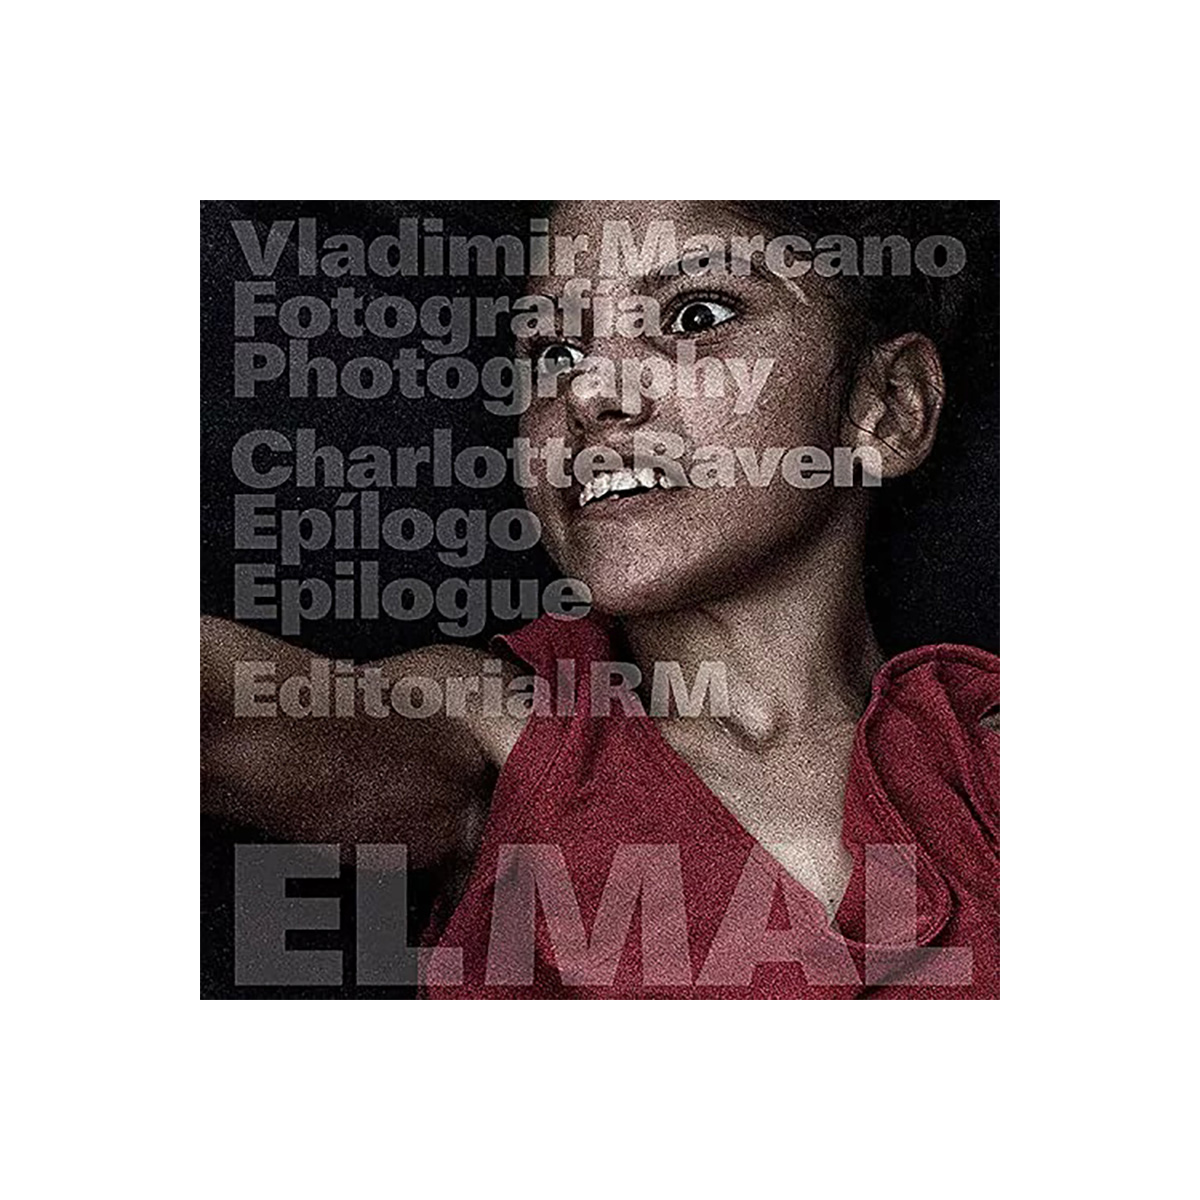 Vladimir Marcano
Fotografía
Photography
Charlotte Raven
Epílogo
Epilogue
Editorial RM
EL MAL